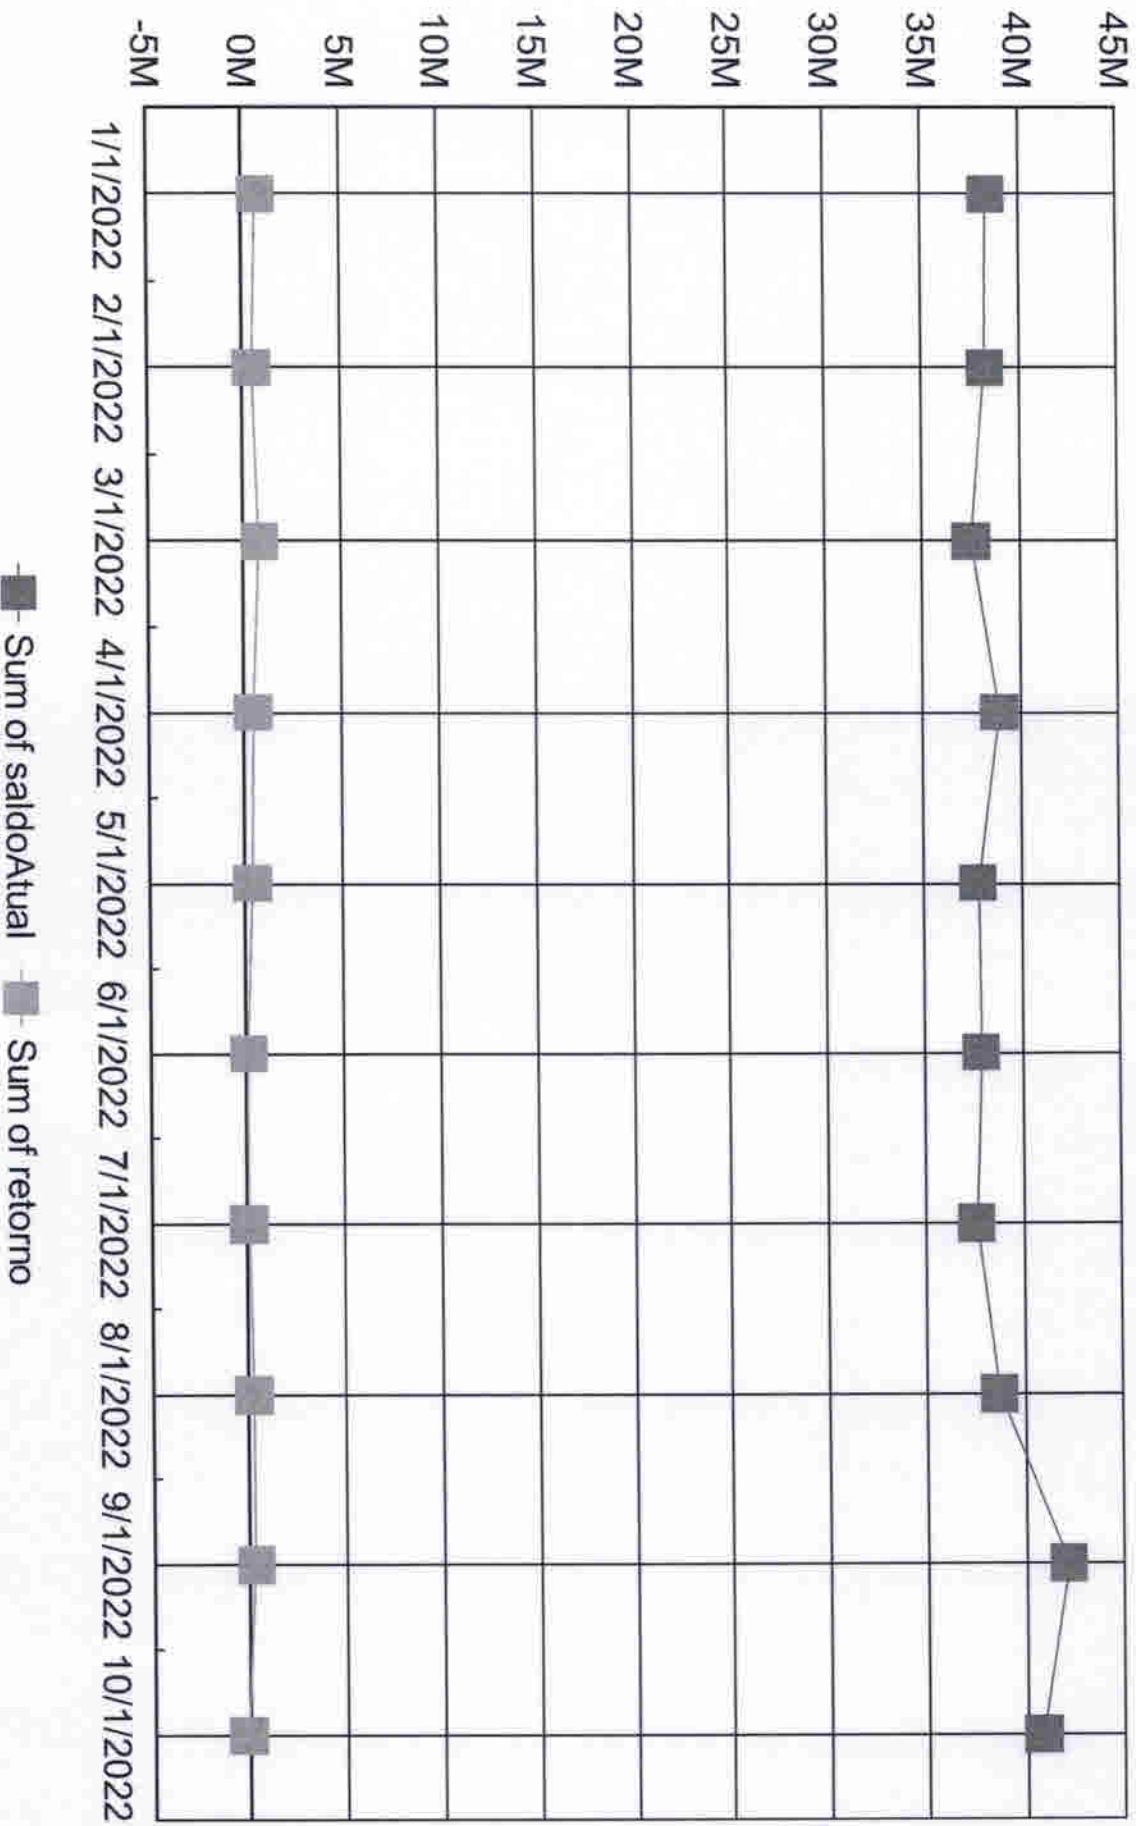 45M
40M
35M
30M
25M
20M
15M
10M
5M
0M
-5M
1/1/2022 2/1/2022 3/1/2022 4/1/2022 5/1/2022 6/1/2022 7/1/2022 8/1/2022 9/1/2022 10/1/2022
Sum of saldoAtual Sum of retorno